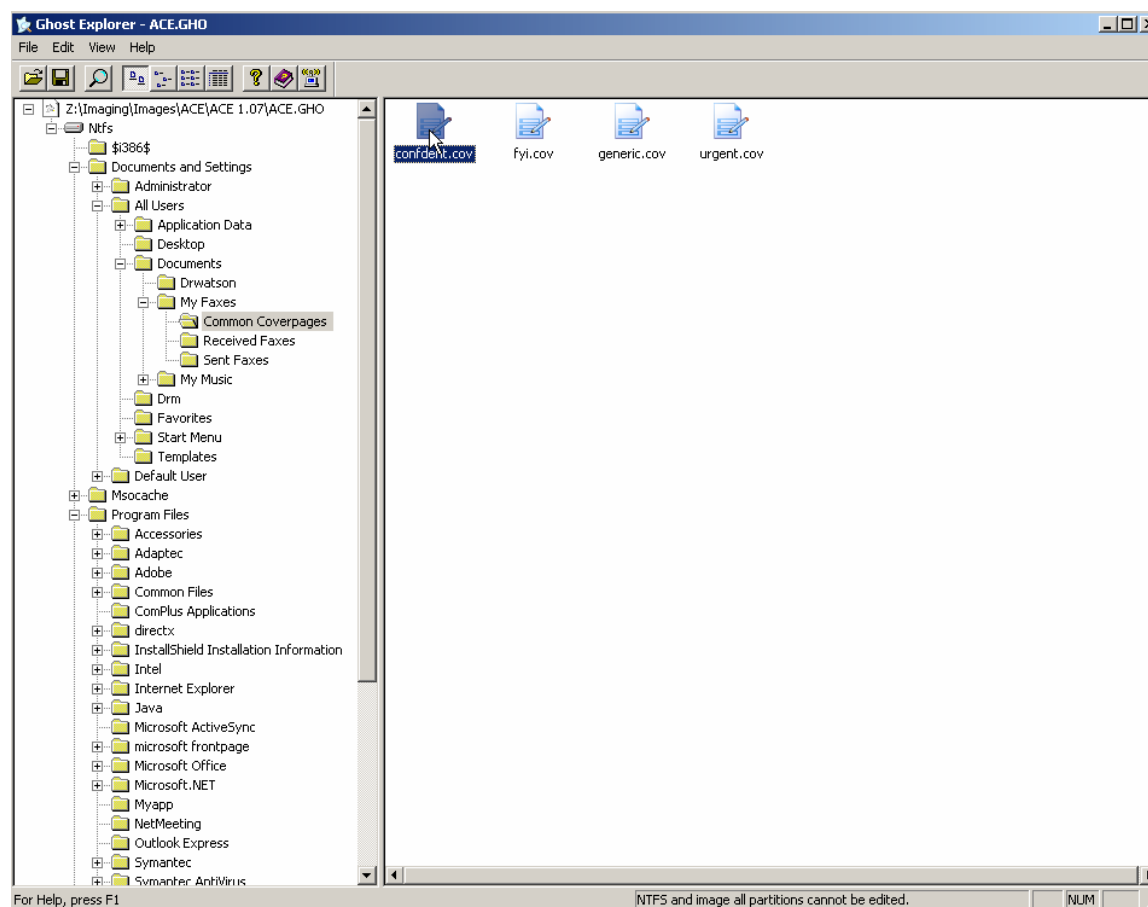 Ghost Explorer - ACE.GHO
File Edit View Help
Z:\Imaging\Images\ACE\ACE 1.07\ACE.GHO
Ntfs
$i386$
Documents and Settings
Administrator
All Users
Application Data
Desktop
Documents
Drwatson
My Faxes
Common Coverpages
Received Faxes
Sent Faxes
My Music
Drm
Favorites
Start Menu
Templates
Default User
Msocache
Program Files
Accessories
Adaptec
Adobe
Common Files
ComPlus Applications
directx
InstallShield Installation Information
Intel
Internet Explorer
Java
Microsoft ActiveSync
microsoft frontpage
Microsoft Office
Microsoft.NET
Myapp
NetMeeting
Outlook Express
Symantec
Symantec AntiVirus
confdent.cov fyi.cov generic.cov urgent.cov
For Help, press F1 NTFS and image all partitions cannot be edited. NUM